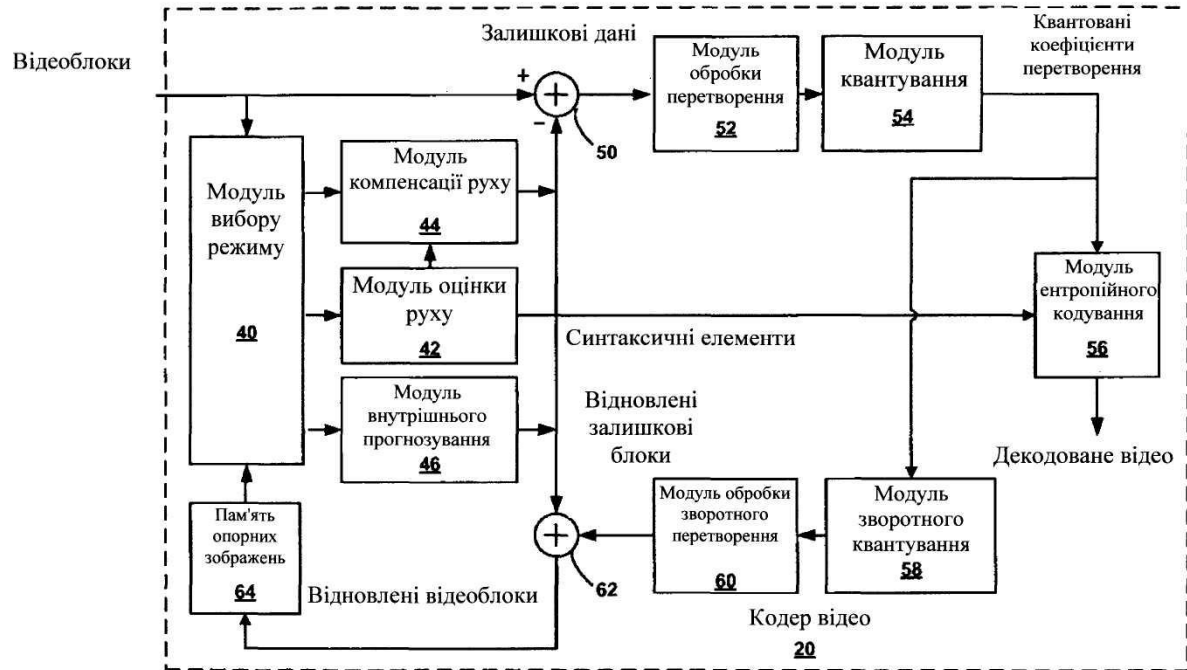 Відеоблоки
Залишкові дані
Квантовані
коефіцієнти
перетворення
Модуль
обробки
перетворення
52
Модуль
квантування
54
+
−
50
Модуль
вибору
режиму
40
Модуль
компенсації руху
44
Модуль оцінки
руху
42
Синтаксичні елементи
Модуль
ентропійного
кодування
56
Модуль
внутрішнього
прогнозування
46
Відновлені
залишкові
блоки
Декодоване відео
Пам'ять
опорних
зображень
64
62
Модуль обробки
зворотного
перетворення
60
Модуль
зворотного
квантування
58
Відновлені відеоблоки
Кодер відео
20